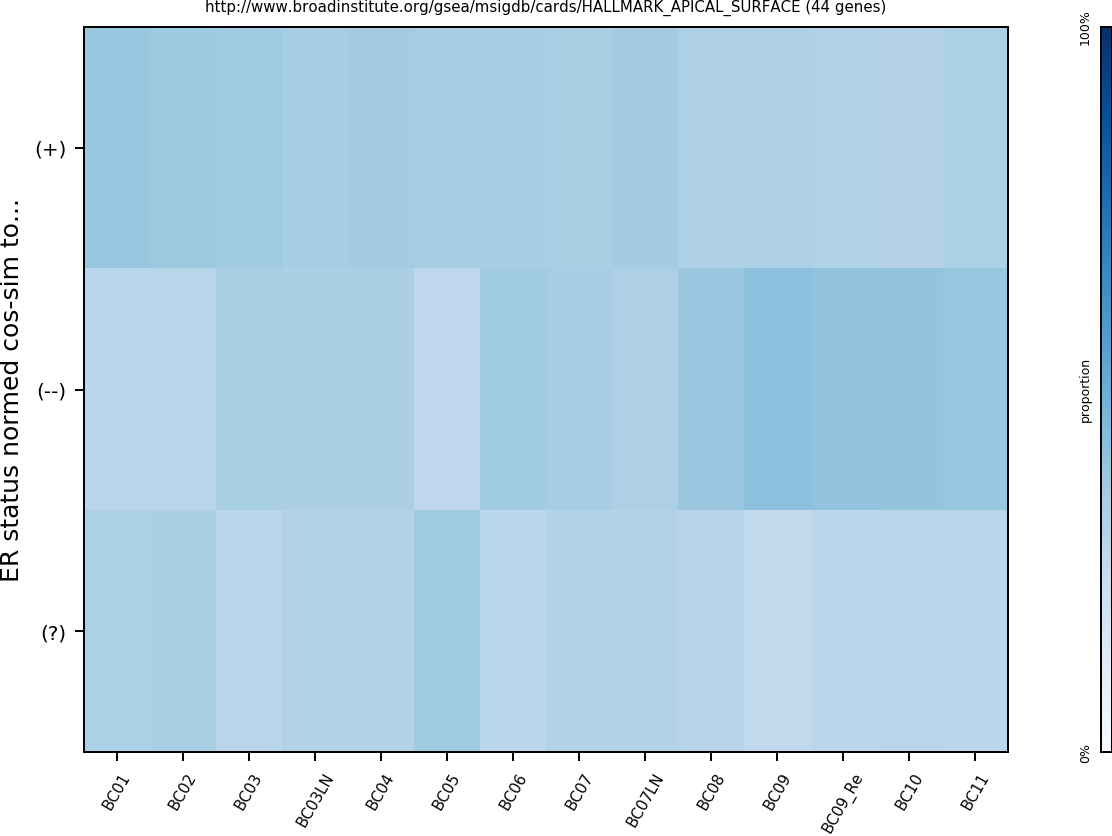 http://www.broadinstitute.org/gsea/msigdb/cards/HALLMARK_APICAL_SURFACE (44 genes)
ER status normed cos-sim to...
(+)
(--)
(?)
BC01
BC02
BC03
BC03LN
BC04
BC05
BC06
BC07
BC07LN
BC08
BC09
BC09_Re
BC10
BC11
100%
proportion
0%